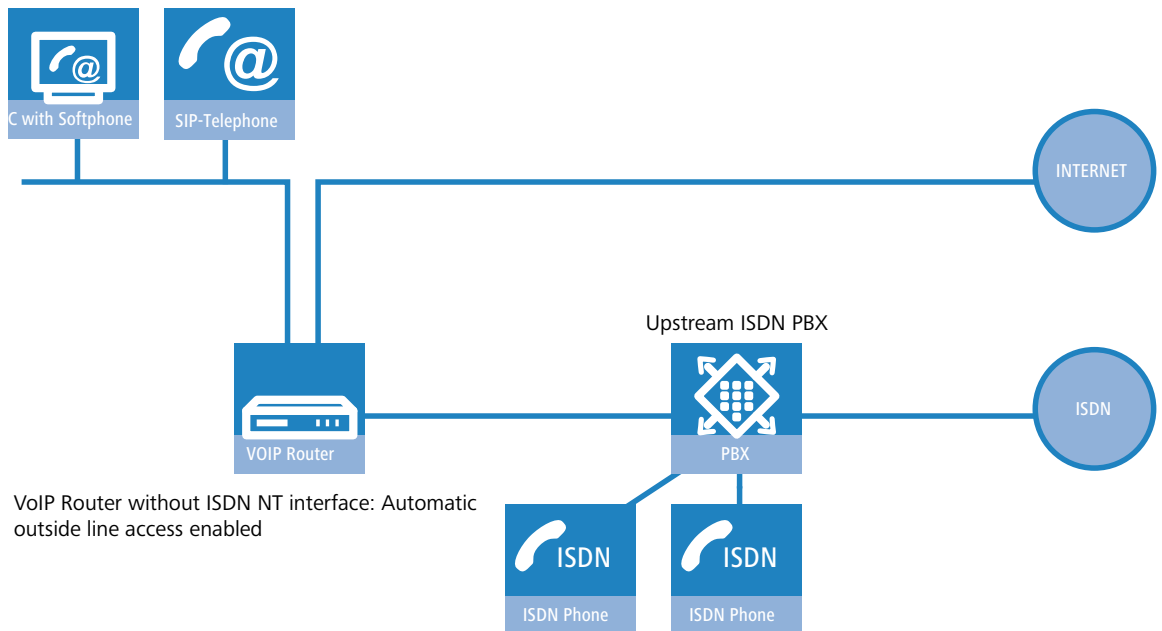 @
C with Softphone
@
SIP-Telephone
INTERNET
Upstream ISDN PBX
VOIP Router
PBX
ISDN
VoIP Router without ISDN NT interface: Automatic
outside line access enabled
ISDN
ISDN Phone
ISDN
ISDN Phone